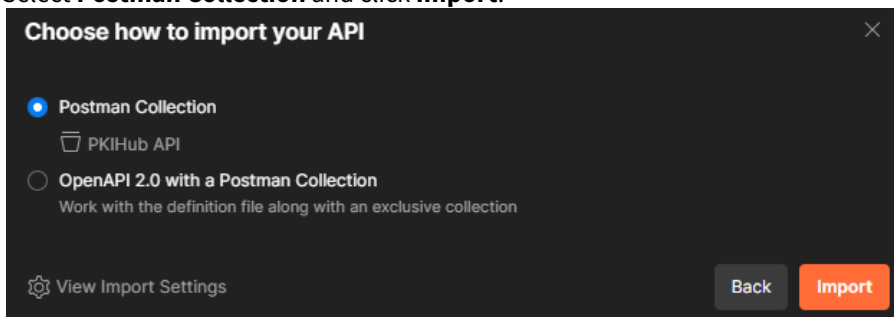 Select Postman Collection and click Import.
Choose how to import your API
Postman Collection
PKIHub API
OpenAPI 2.0 with a Postman Collection
Work with the definition file along with an exclusive collection
View Import Settings
Back
Import